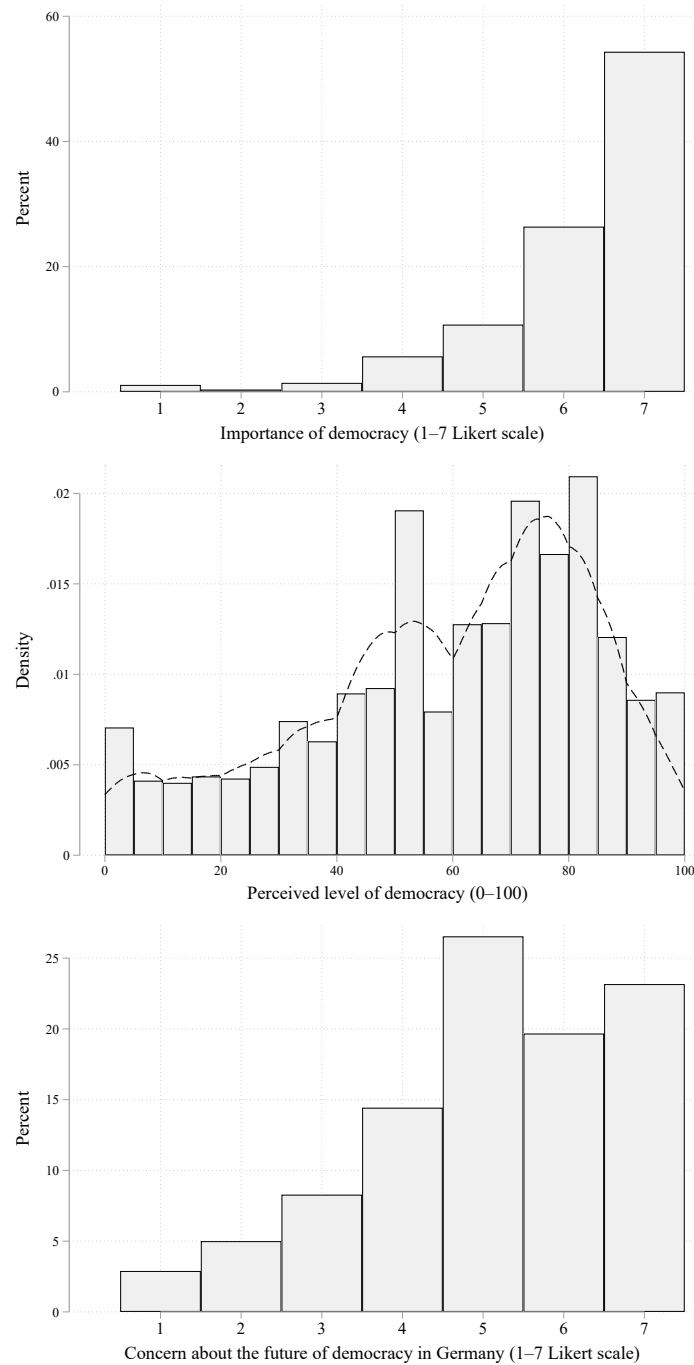 60
40
20
0
Percent
1 2 3 4 5 6 7
Importance of democracy (1–7 Likert scale)
.02
.015
.01
.005
0
Density
0 20 40 60 80 100
Perceived level of democracy (0–100)
25
20
15
10
5
0
Percent
1 2 3 4 5 6 7
Concern about the future of democracy in Germany (1–7 Likert scale)